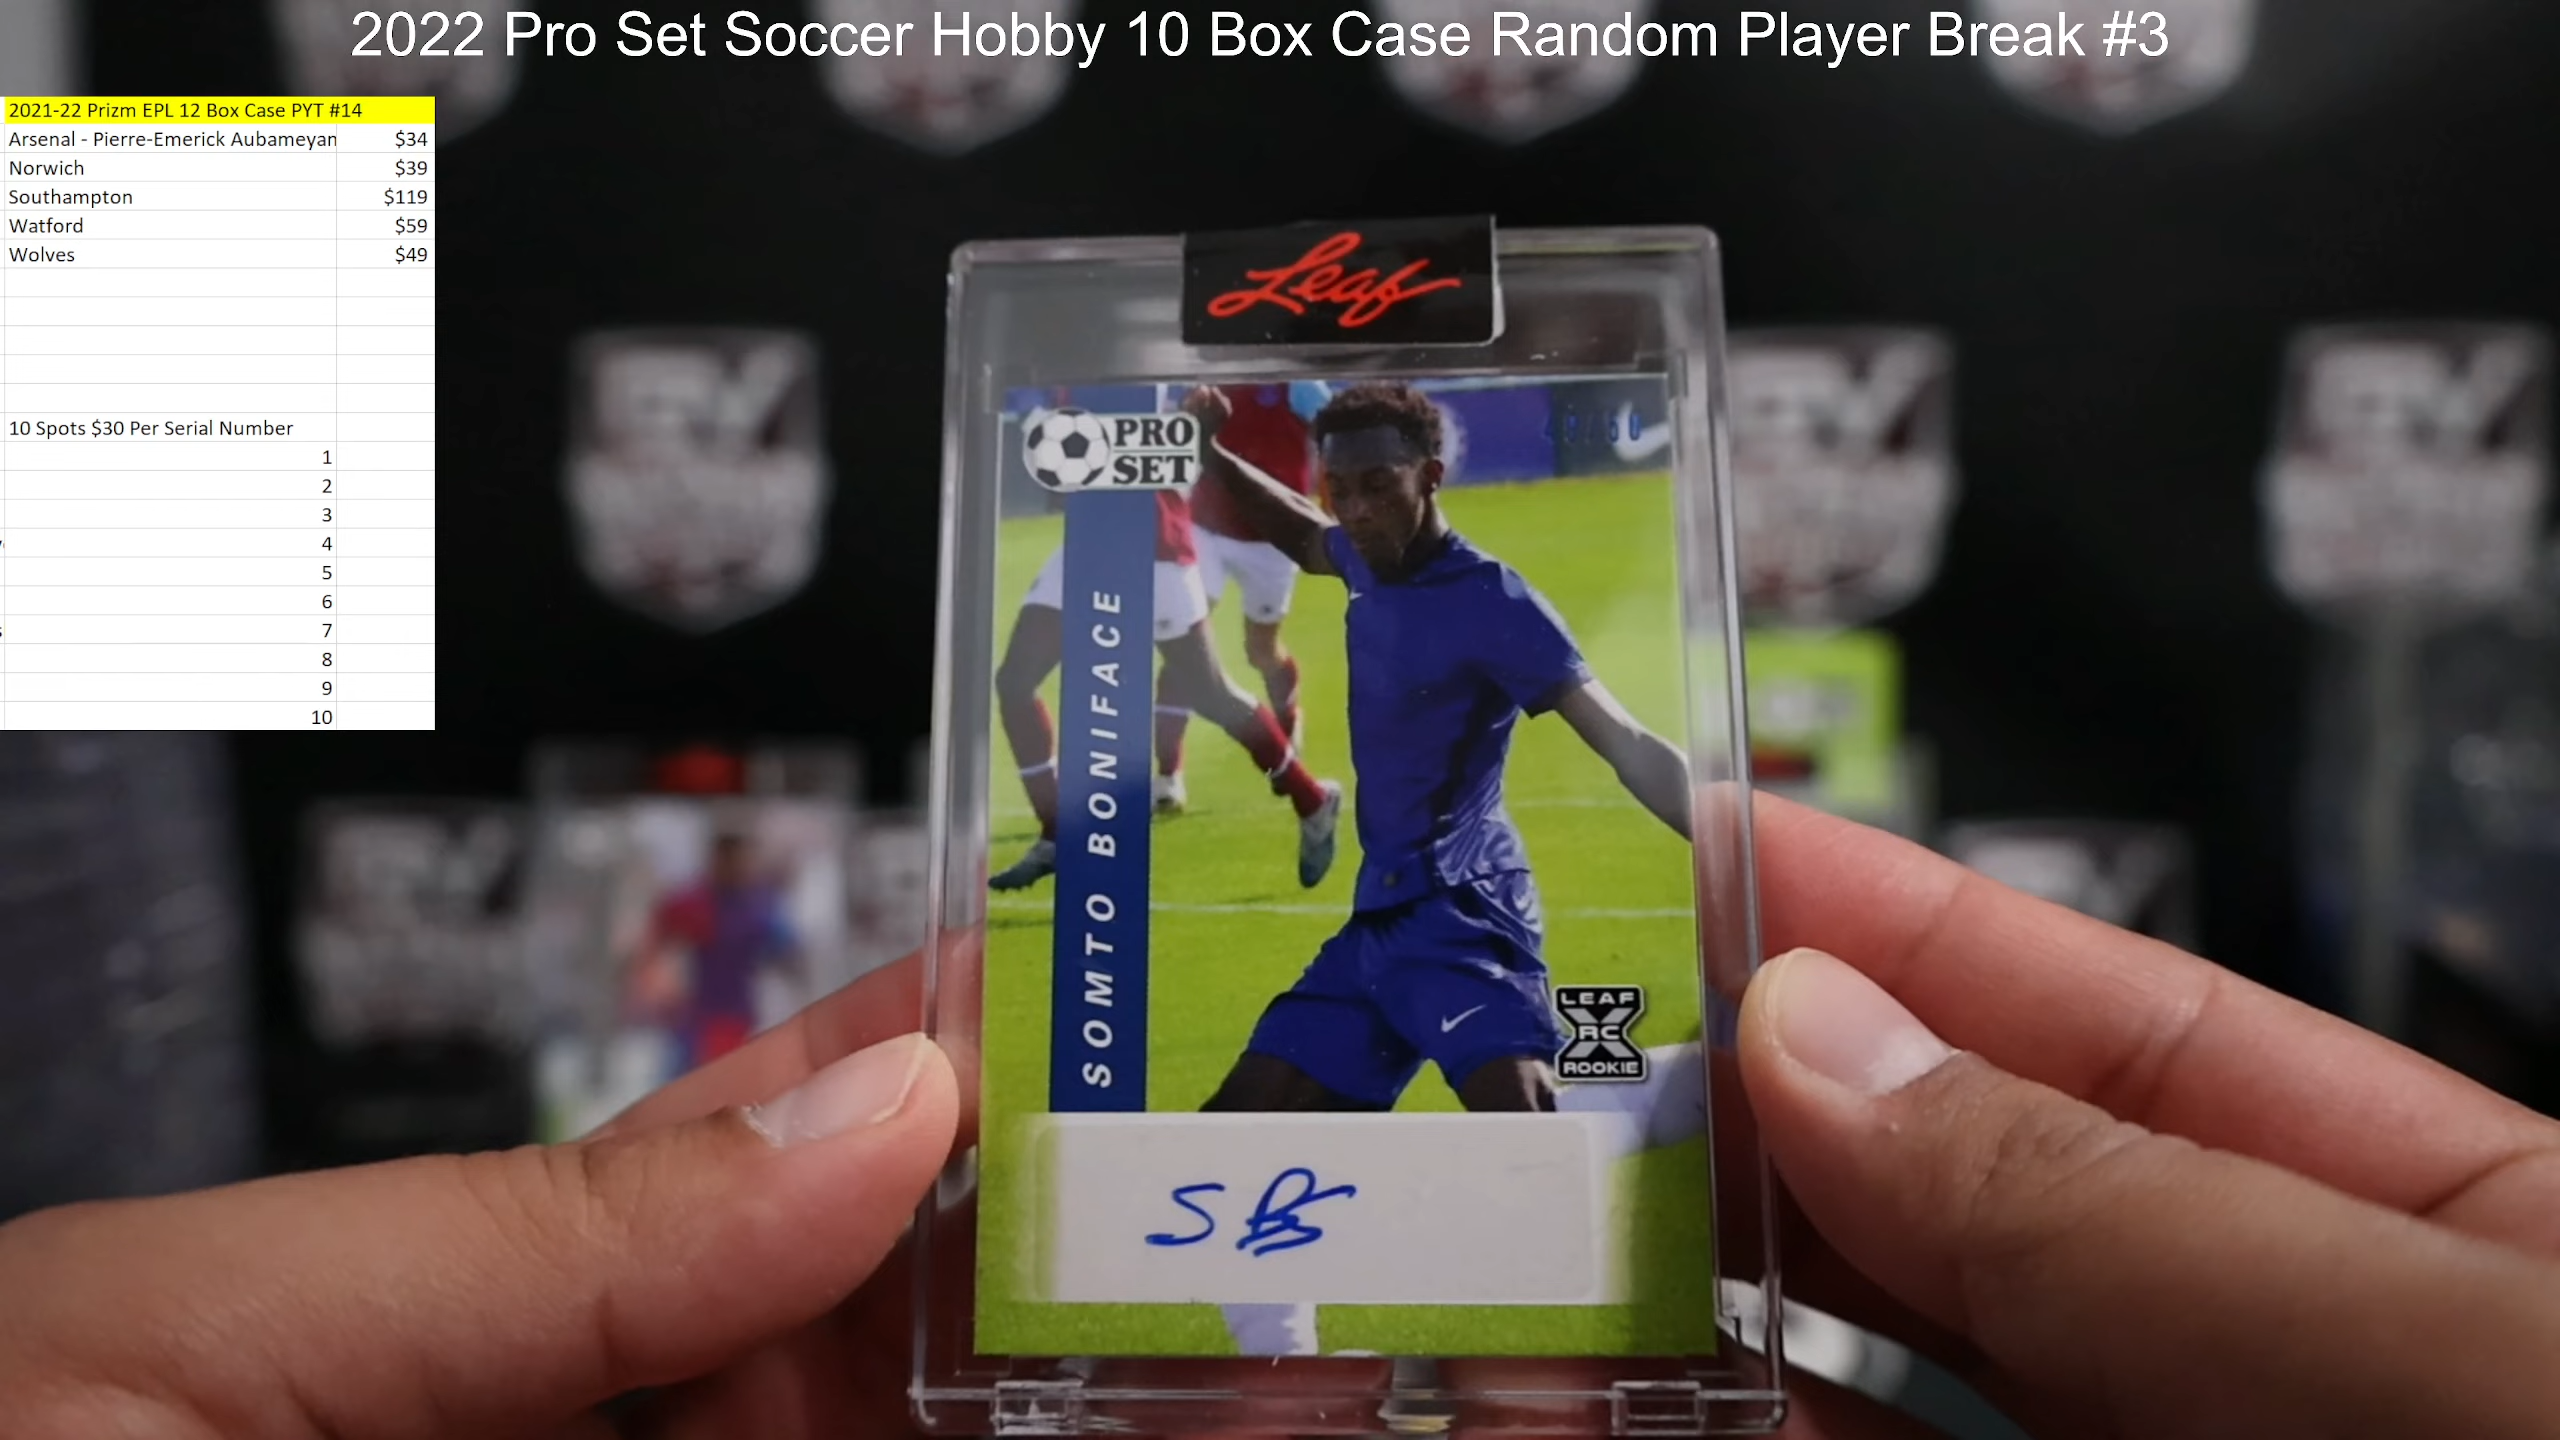 2022 Pro Set Soccer Hobby 10 Box Case Random Player Break #3
2021-22 Prizm EPL 12 Box Case PYT #14
Arsenal - Pierre-Emerick Aubameyan $34
Norwich $39
Southampton $119
Watford $59
Wolves $49
10 Spots $30 Per Serial Number
1
2
3
4
5
6
7
8
9
10
Leaf
PRO
SET
SOMTO BONIFACE
LEAF
RC
ROOKIE
S B